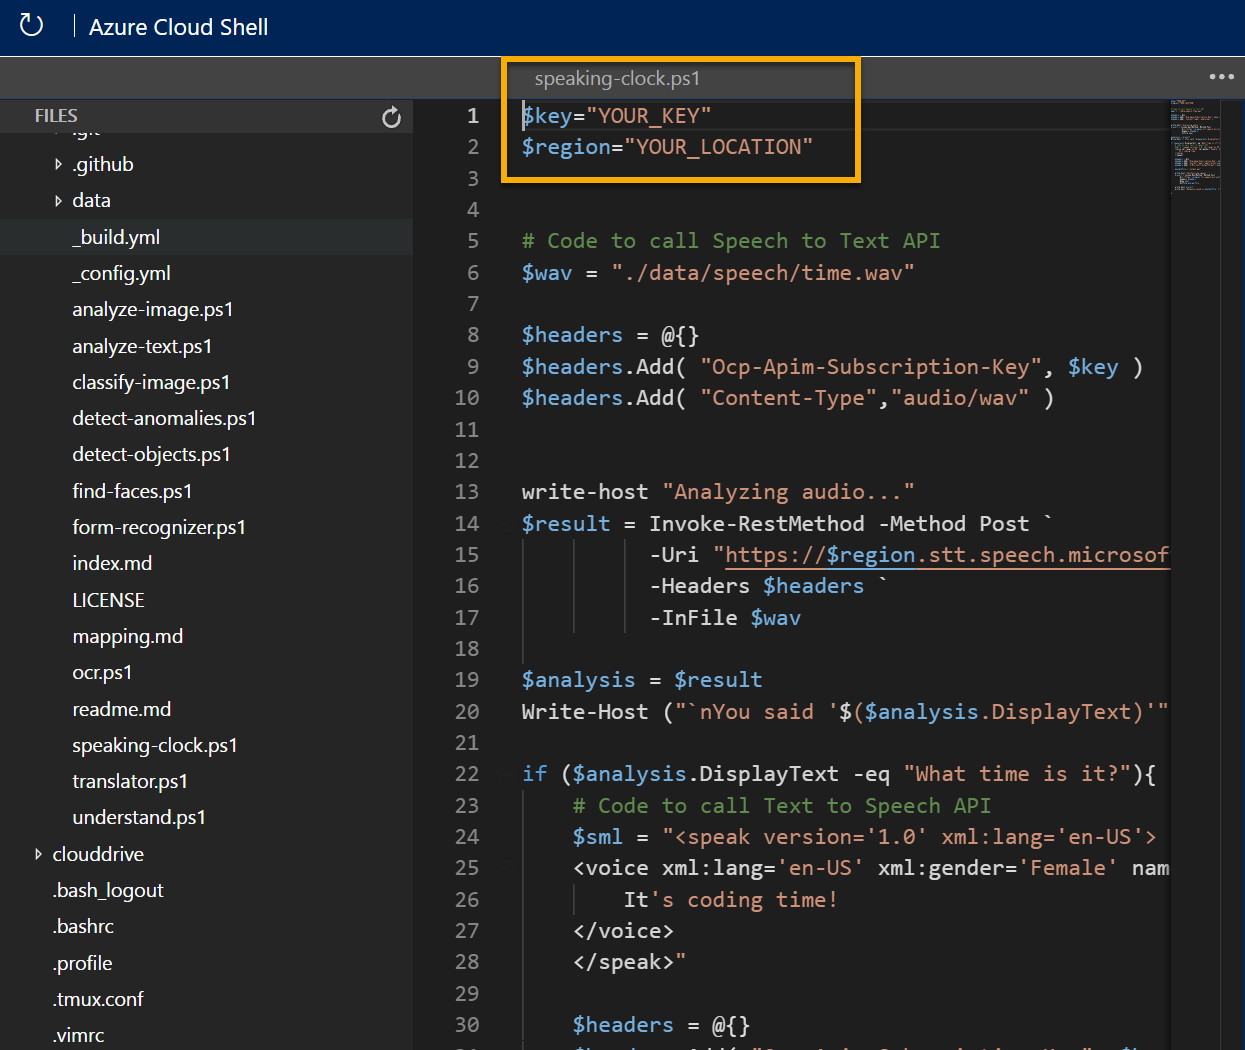 Azure Cloud Shell
speaking-clock.ps1
FILES
.github
data
_build.yml
_config.yml
analyze-image.ps1
analyze-text.ps1
classify-image.ps1
detect-anomalies.ps1
detect-objects.ps1
find-faces.ps1
form-recognizer.ps1
index.md
LICENSE
mapping.md
ocr.ps1
readme.md
speaking-clock.ps1
translator.ps1
understand.ps1
clouddrive
.bash_logout
.bashrc
.profile
.tmux.conf
.vimrc
1 $key="YOUR_KEY"
2 $region="YOUR_LOCATION"
3
4
5 # Code to call Speech to Text API
6 $wav = "./data/speech/time.wav"
7
8 $headers = @{}
9 $headers.Add( "Ocp-Apim-Subscription-Key", $key )
10 $headers.Add( "Content-Type","audio/wav" )
11
12
13 write-host "Analyzing audio..."
14 $result = Invoke-RestMethod -Method Post `
15 -Uri "https://$region.stt.speech.microsof
16 -Headers $headers `
17 -InFile $wav
18
19 $analysis = $result
20 Write-Host ("`nYou said '$($analysis.DisplayText)'"
21
22 if ($analysis.DisplayText -eq "What time is it?"){
23 # Code to call Text to Speech API
24 $sml = "<speak version='1.0' xml:lang='en-US'>
25 <voice xml:lang='en-US' xml:gender='Female' nam
26 It's coding time!
27 </voice>
28 </speak>"
29
30 $headers = @{}